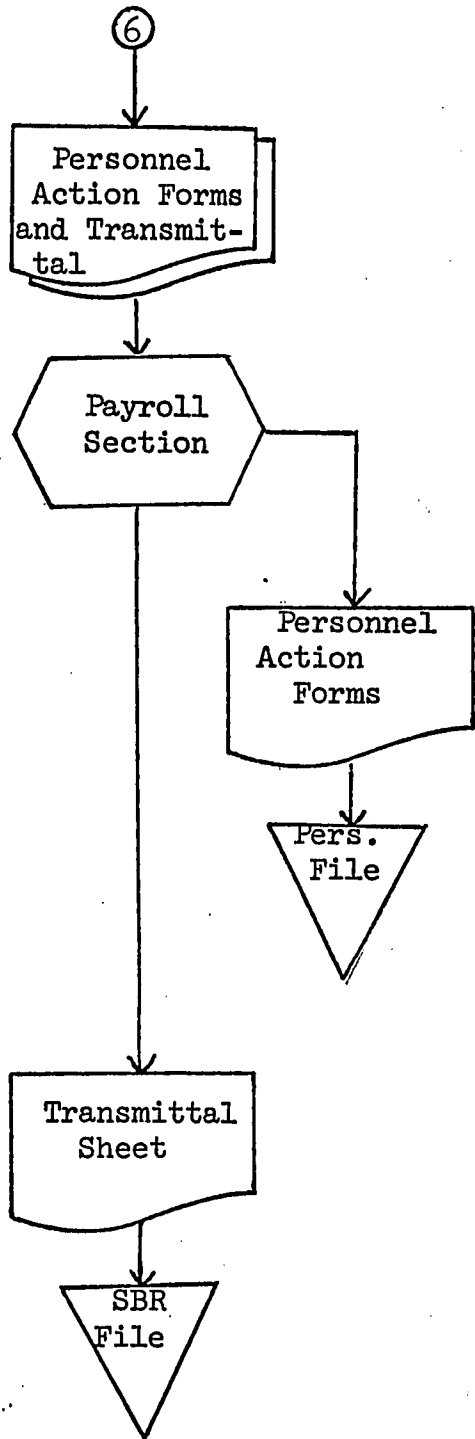 6
Personnel
Action Forms
and Transmit-
tal
Payroll
Section
Personnel
Action
Forms
Pers.
File
Transmittal
Sheet
SBR
File